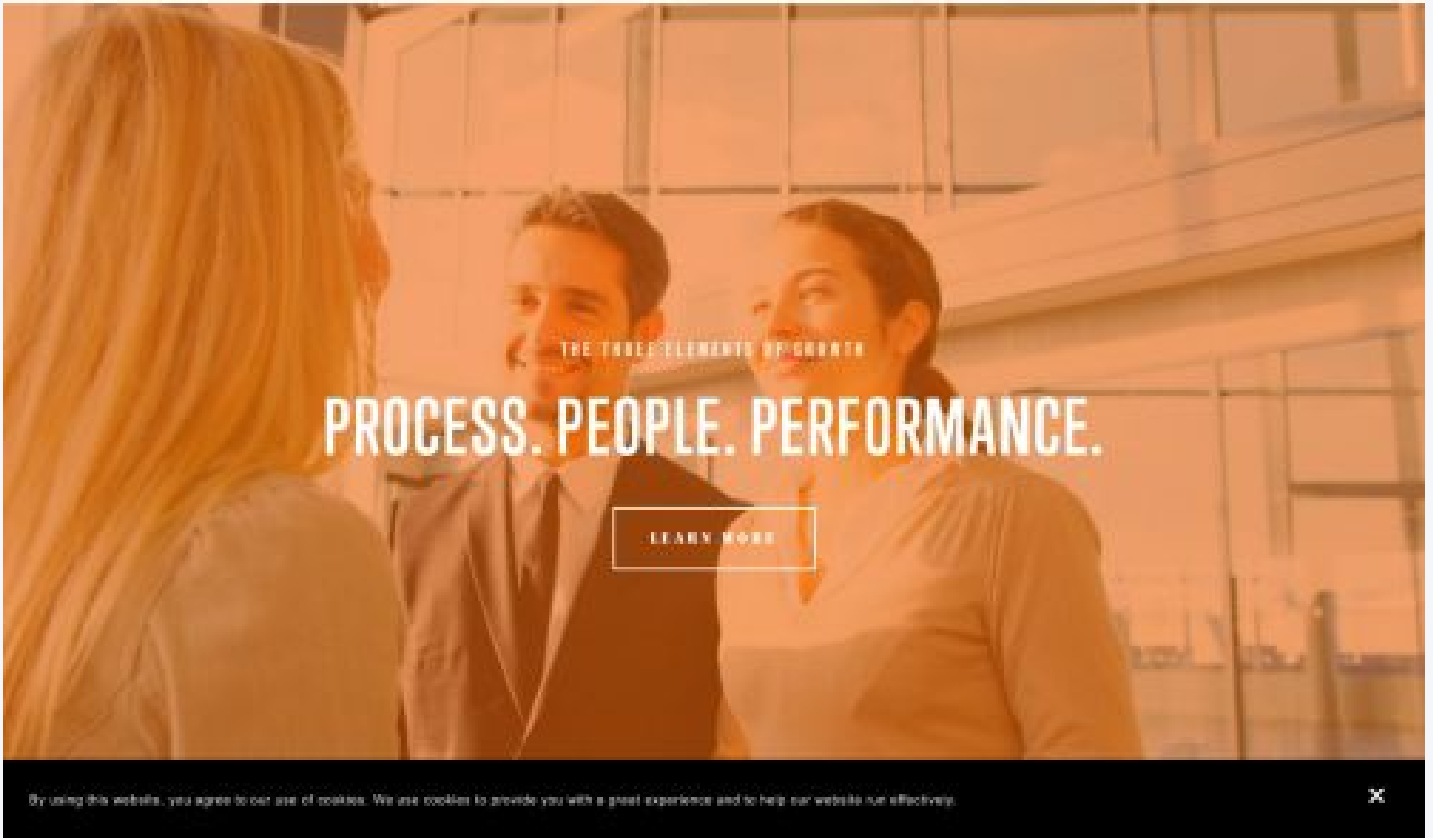 THE THREE ELEMENTS OF GROWTH
PROCESS. PEOPLE. PERFORMANCE.
LEARN MORE
By using this website, you agree to our use of cookies. We use cookies to provide you with a great experience and to help our website run effectively.
X